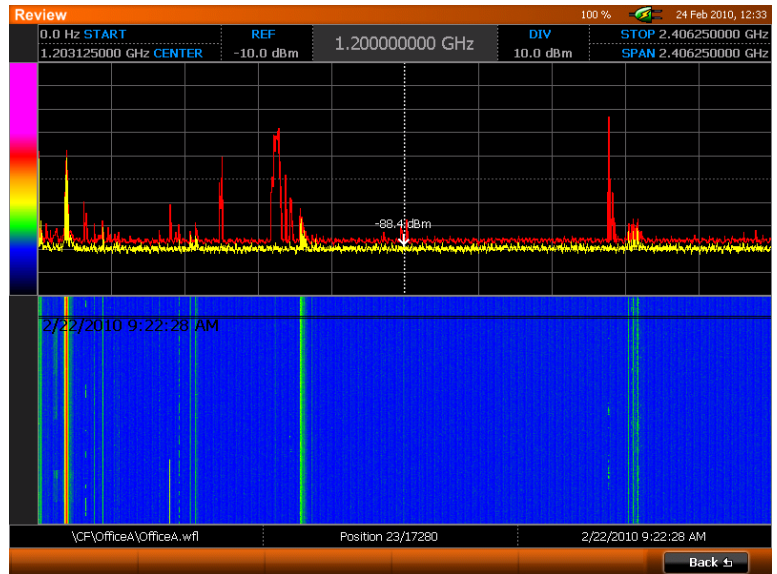 Review 100 % 24 Feb 2010, 12:33
0.0 Hz START REF 1.200000000 GHz DIV STOP 2.406250000 GHz
1.203125000 GHz CENTER -10.0 dBm 10.0 dBm SPAN 2.406250000 GHz
-88.4 dBm
2/22/2010 9:22:28 AM
\CF\OfficeA\OfficeA.wfl Position 23/17280 2/22/2010 9:22:28 AM
Back